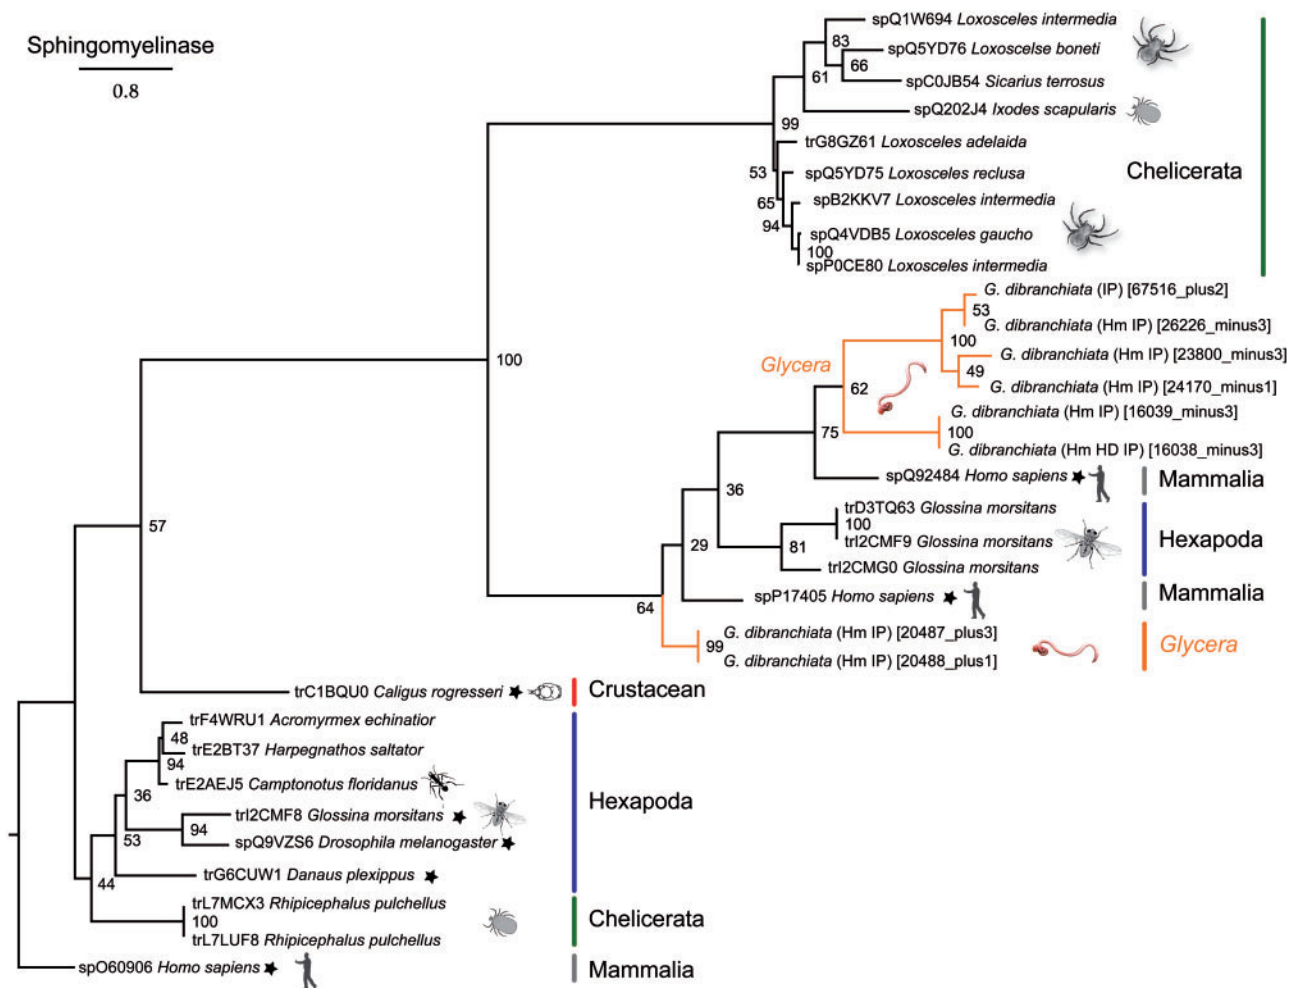 Sphingomyelinase
0.8
spQ1W694 Loxosceles intermedia
83
spQ5YD76 Loxoscelse boneti
66
61
spC0JB54 Sicarius terrosus
spQ202J4 Ixodes scapularis
99
trG8GZ61 Loxosceles adelaida
53
spQ5YD75 Loxosceles reclusa
Chelicerata
65
spB2KKV7 Loxosceles intermedia
94
spQ4VDB5 Loxosceles gaucho
100
spP0CE80 Loxosceles intermedia
G. dibranchiata (IP) [67516_plus2]
53
G. dibranchiata (Hm IP) [26226_minus3]
100
G. dibranchiata (Hm IP) [23800_minus3]
100
Glycera
49
62
G. dibranchiata (Hm IP) [24170_minus1]
G. dibranchiata (Hm IP) [16039_minus3]
75
100
G. dibranchiata (Hm HD IP) [16038_minus3]
spQ92484 Homo sapiens
Mammalia
36
trD3TQ63 Glossina morsitans
57
100
29
81
trI2CMF9 Glossina morsitans
Hexapoda
trI2CMG0 Glossina morsitans
spP17405 Homo sapiens
Mammalia
64
G. dibranchiata (Hm IP) [20487_plus3]
99
Glycera
G. dibranchiata (Hm IP) [20488_plus1]
trC1BQU0 Caligus rogresseri
Crustacean
trF4WRU1 Acromyrmex echinatior
48
trE2BT37 Harpegnathos saltator
94
trE2AEJ5 Camptonotus floridanus
36
Hexapoda
trI2CMF8 Glossina morsitans
94
53
spQ9VZS6 Drosophila melanogaster
trG6CUW1 Danaus plexippus
44
trL7MCX3 Rhipicephalus pulchellus
100
Chelicerata
trL7LUF8 Rhipicephalus pulchellus
spO60906 Homo sapiens
Mammalia